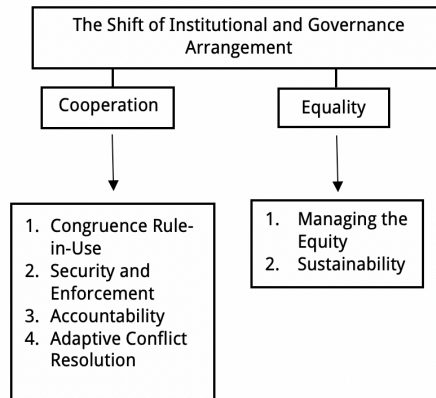 The Shift of Institutional and Governance
Arrangement
Cooperation
Equality
1. Congruence Rule-
in-Use
2. Security and
Enforcement
3. Accountability
4. Adaptive Conflict
Resolution
1. Managing the
Equity
2. Sustainability